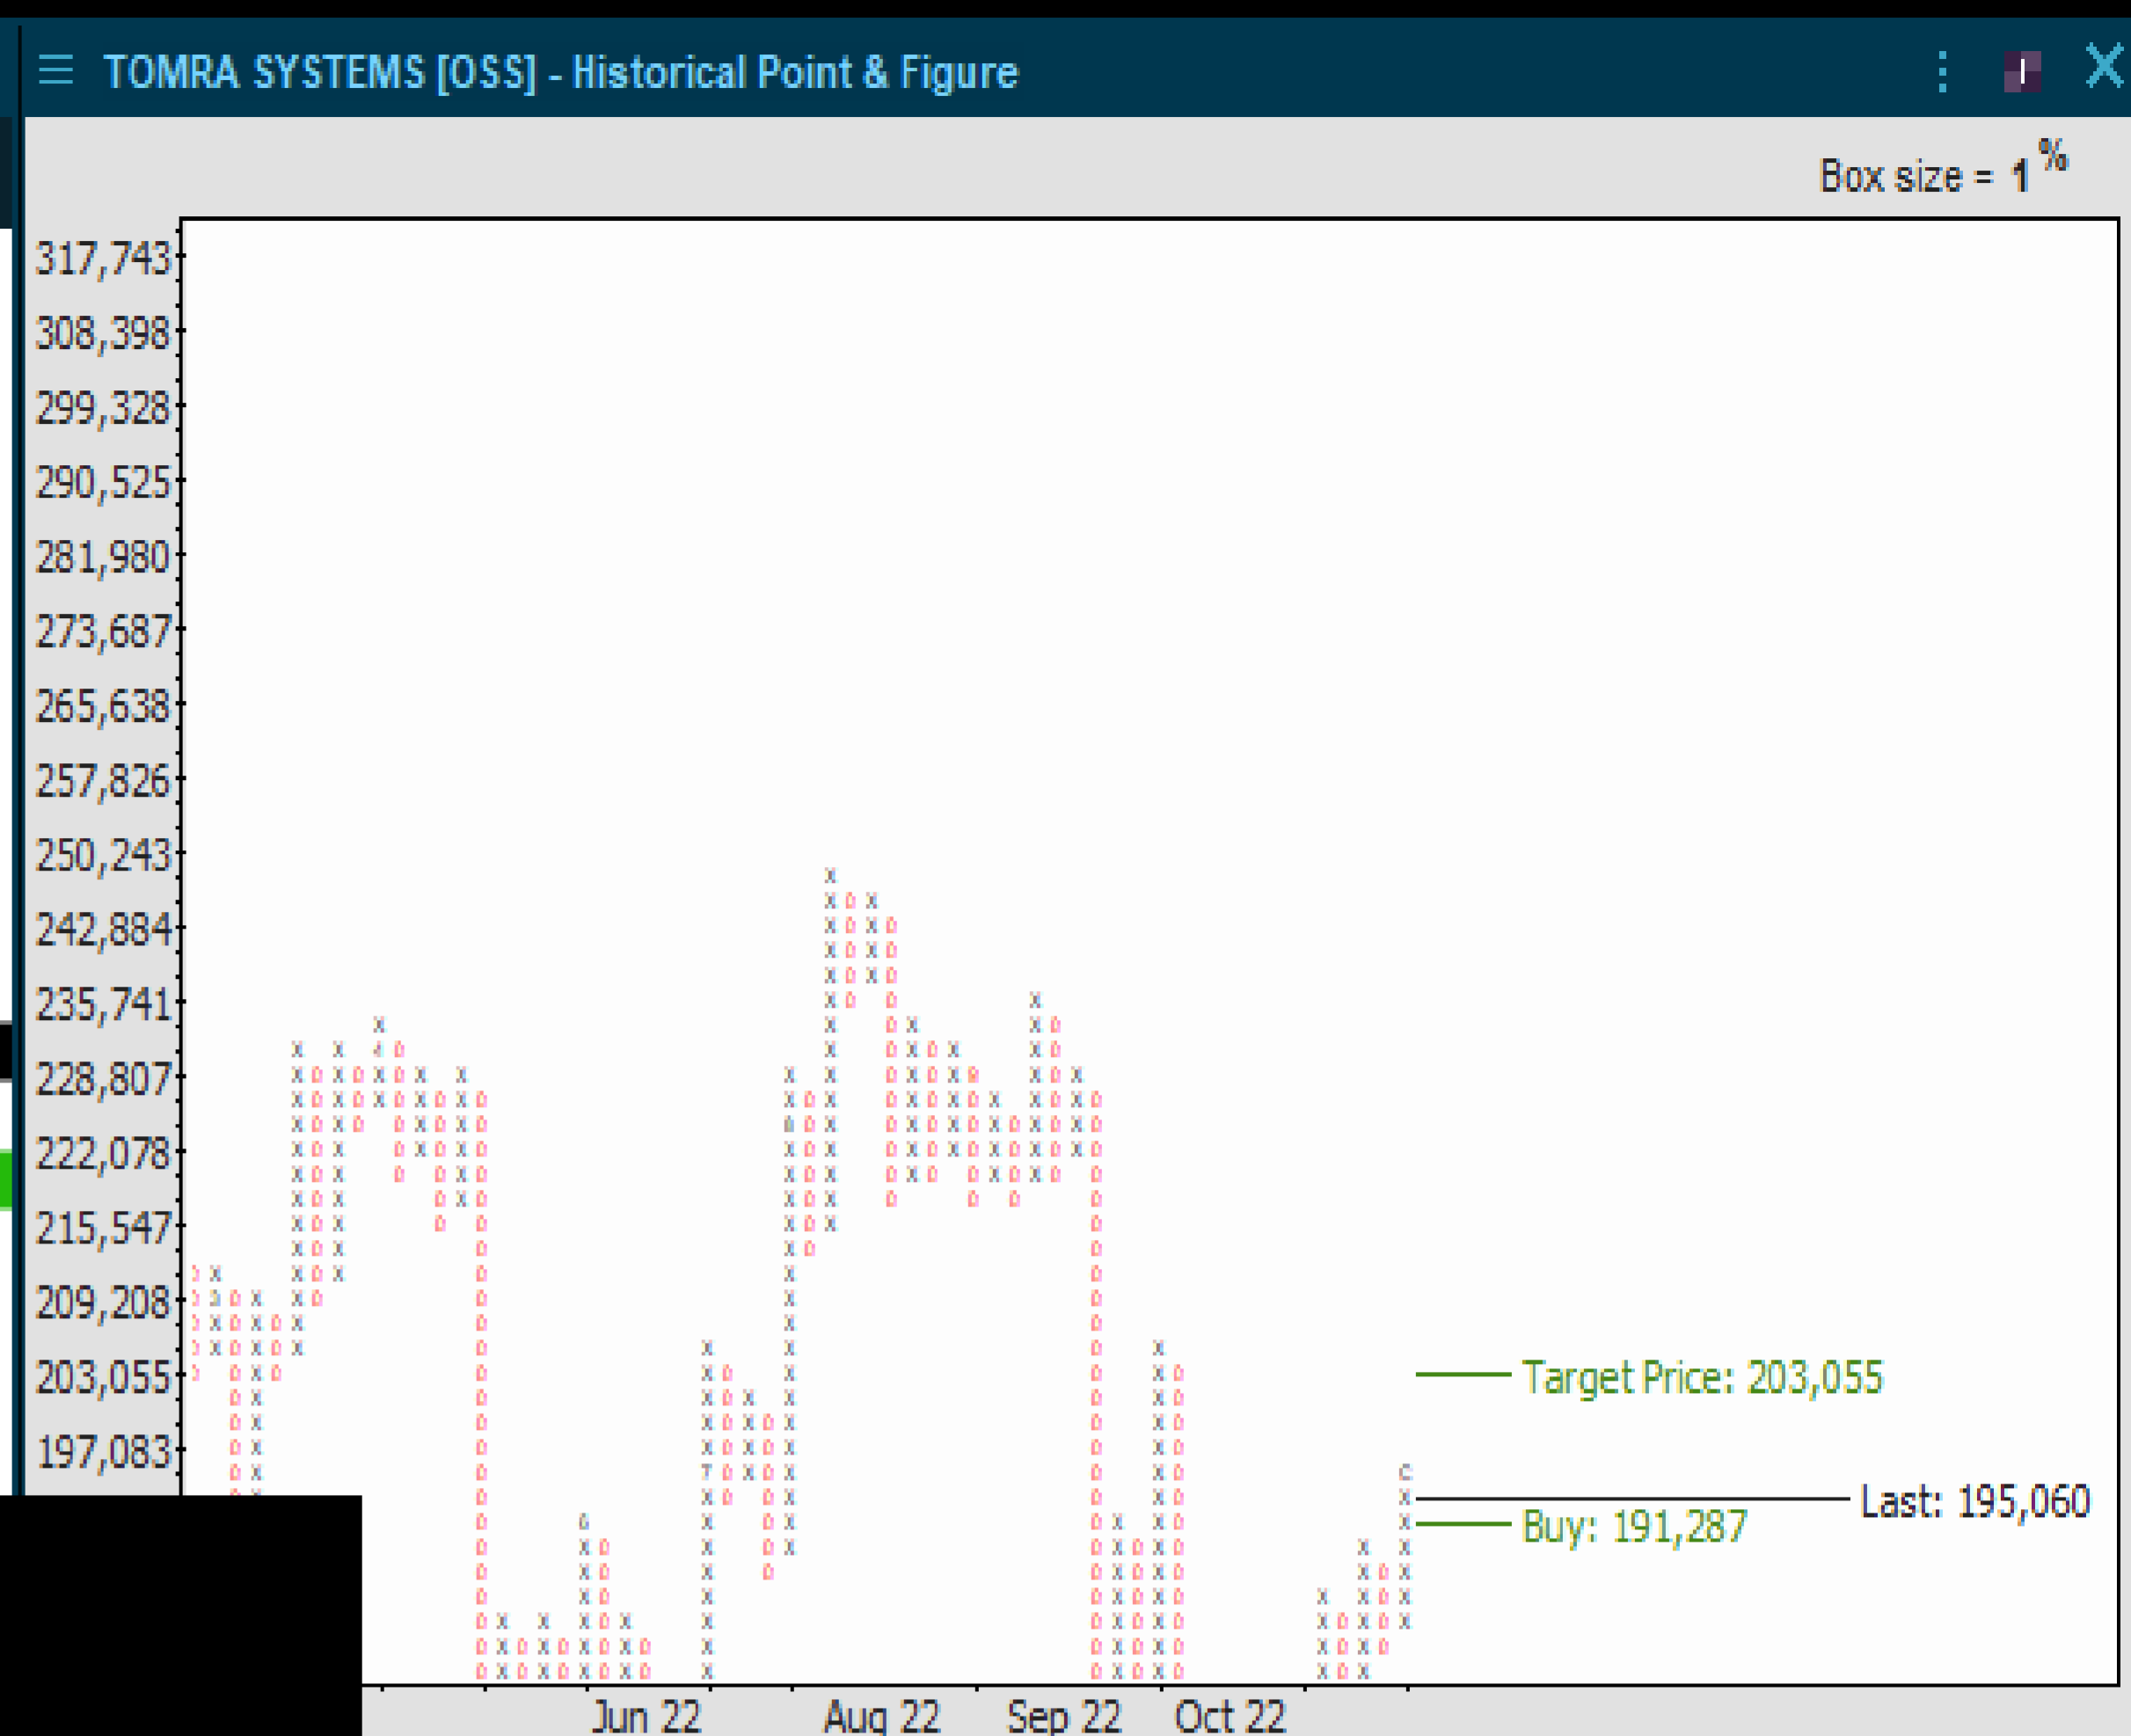 TOMRA SYSTEMS [OSS] - Historical Point & Figure
Box size = 1 %
317,743
308,398
299,328
290,525
281,980
273,687
265,638
257,826
250,243
242,884
235,741
228,807
222,078
215,547
209,208
203,055
197,083
Target Price: 203,055
Last: 195,060
Buy: 191,287
Jun 22 Aug 22 Sep 22 Oct 22